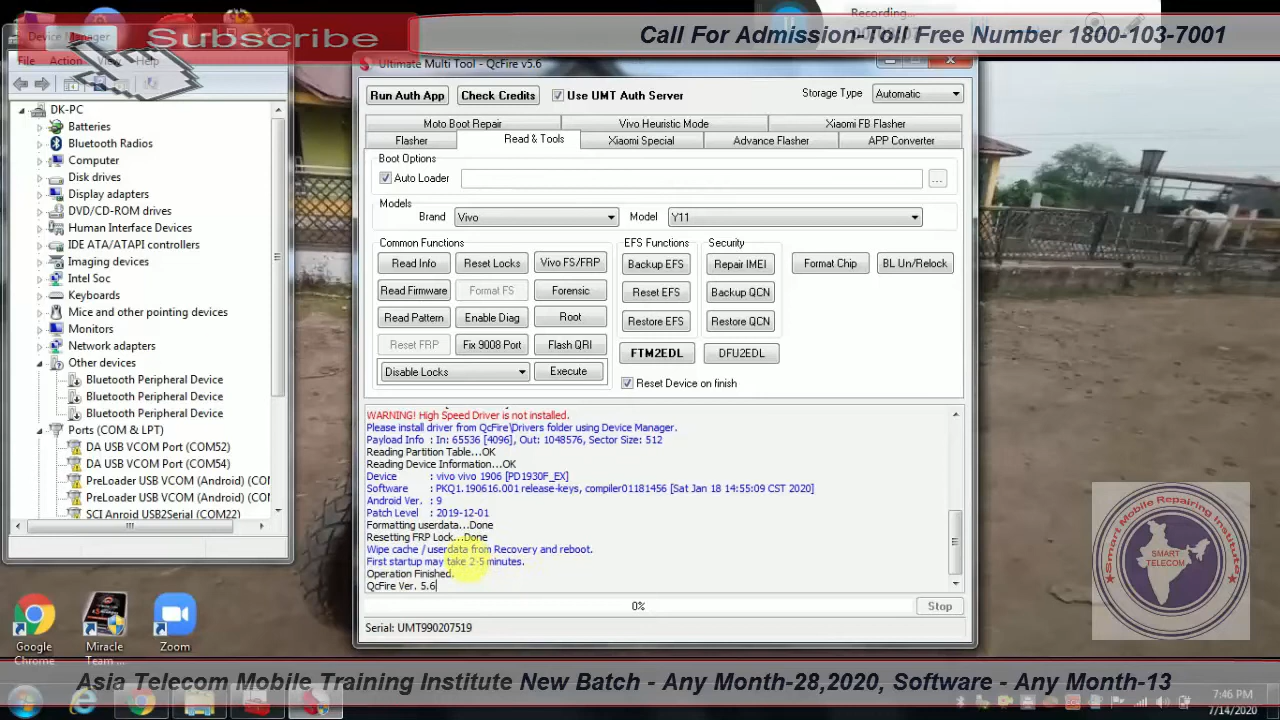 Recording...
Device Manager
Subscribe
Call For Admission-Toll Free Number 1800-103-7001
File Action View Help
Ultimate Multi Tool - QcFire v5.6
Run Auth App
Check Credits
Use UMT Auth Server
Storage Type
Automatic
Moto Boot Repair
Vivo Heuristic Mode
Xiaomi FB Flasher
Flasher
Read & Tools
Xiaomi Special
Advance Flasher
APP Converter
Boot Options
Auto Loader
...
Models
Brand
Vivo
Model
Y11
Common Functions
EFS Functions
Security
Read Info
Reset Locks
Vivo FS/FRP
Backup EFS
Repair IMEI
Format Chip
BL Un/Relock
Read Firmware
Format FS
Forensic
Reset EFS
Backup QCN
Read Pattern
Enable Diag
Root
Restore EFS
Restore QCN
Reset FRP
Fix 9008 Port
Flash QRI
FTM2EDL
DFU2EDL
Disable Locks
Execute
Reset Device on finish
WARNING! High Speed Driver is not installed.
Please install driver from QcFire\Drivers folder using Device Manager.
Payload Info : In: 65536 [4096], Out: 1048576, Sector Size: 512
Reading Partition Table...OK
Reading Device Information...OK
Device : vivo vivo 1906 [PD1930F_EX]
Software : PKQ1.190616.001 release-keys, compiler01181456 [Sat Jan 18 14:55:09 CST 2020]
Android Ver. : 9
Patch Level : 2019-12-01
Formatting userdata...Done
Resetting FRP Lock...Done
Wipe cache / userdata from Recovery and reboot.
First startup may take 2-5 minutes.
Operation Finished.
QcFire Ver. 5.6
0%
Stop
Serial: UMT990207519
DK-PC
Batteries
Bluetooth Radios
Computer
Disk drives
Display adapters
DVD/CD-ROM drives
Human Interface Devices
IDE ATA/ATAPI controllers
Imaging devices
Intel Soc
Keyboards
Mice and other pointing devices
Monitors
Network adapters
Other devices
Bluetooth Peripheral Device
Bluetooth Peripheral Device
Bluetooth Peripheral Device
Ports (COM & LPT)
DA USB VCOM Port (COM52)
DA USB VCOM Port (COM54)
PreLoader USB VCOM (Android) (CO
PreLoader USB VCOM (Android) (CO
SCI Anroid USB2Serial (COM22)
Google Chrome
Miracle Team ...
Zoom
Smart Mobile Repairing Institute
SMART TELECOM
Asia Telecom Mobile Training Institute New Batch - Any Month-28,2020, Software - Any Month-13
7:46 PM
7/14/2020